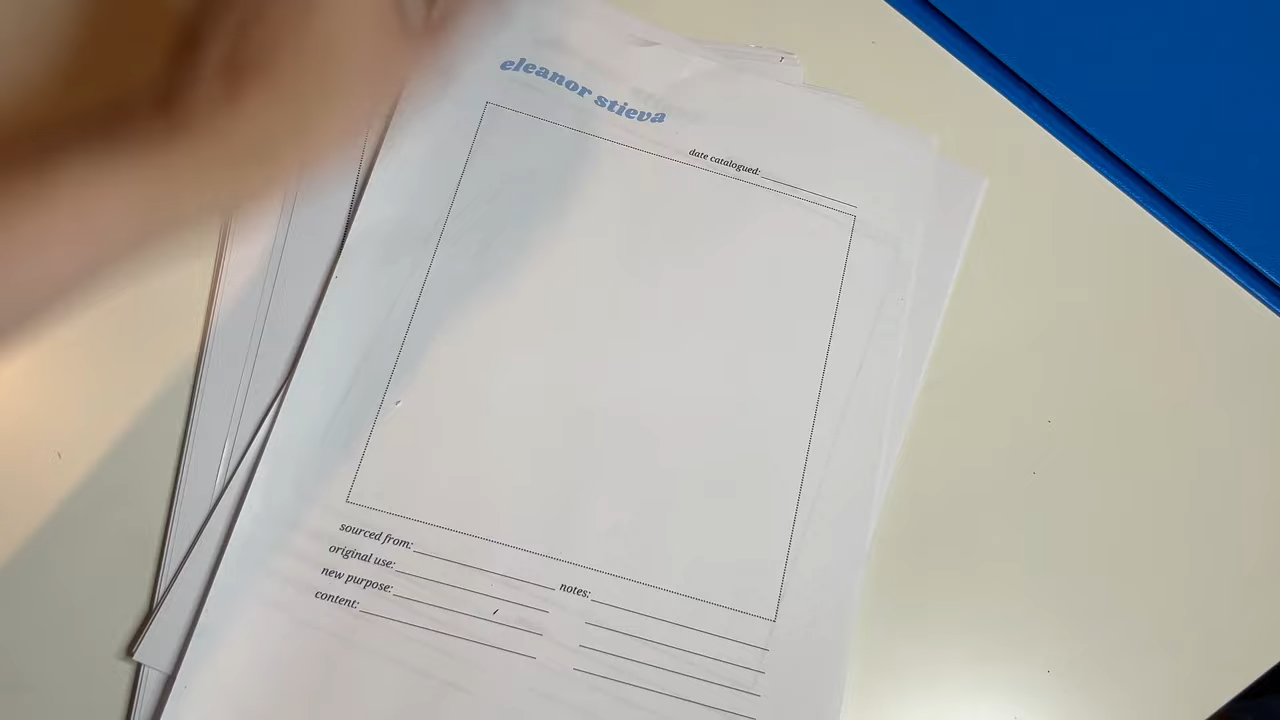 eleanor stieva
date catalogued:
sourced from:
original use:
new purpose:
content:
notes: